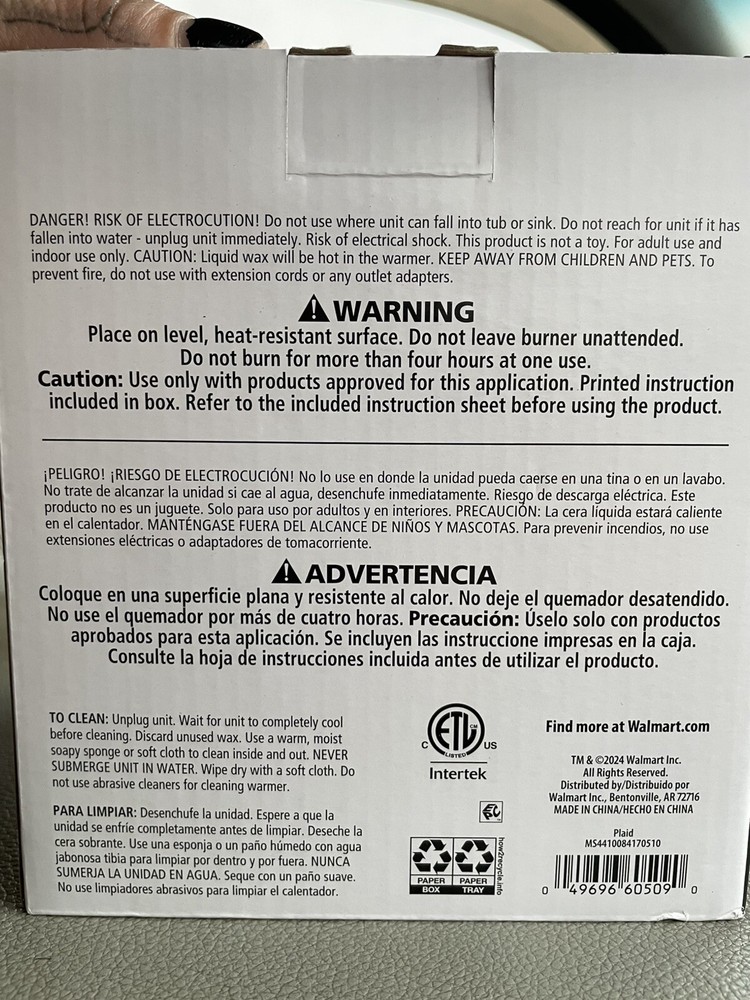 DANGER! RISK OF ELECTROCUTION! Do not use where unit can fall into tub or sink. Do not reach for unit if it has
fallen into water - unplug unit immediately. Risk of electrical shock. This product is not a toy. For adult use and
indoor use only. CAUTION: Liquid wax will be hot in the warmer. KEEP AWAY FROM CHILDREN AND PETS. To
prevent fire, do not use with extension cords or any outlet adapters.
WARNING
Place on level, heat-resistant surface. Do not leave burner unattended.
Do not burn for more than four hours at one use.
Caution: Use only with products approved for this application. Printed instruction
included in box. Refer to the included instruction sheet before using the product.
¡PELIGRO! ¡RIESGO DE ELECTROCUCIÓN! No lo use en donde la unidad pueda caerse en una tina o en un lavabo.
No trate de alcanzar la unidad si cae al agua, desenchufe inmediatamente. Riesgo de descarga eléctrica. Este
producto no es un juguete. Solo para uso por adultos y en interiores. PRECAUCIÓN: La cera líquida estará caliente
en el calentador. MANTÉNGASE FUERA DEL ALCANCE DE NIÑOS Y MASCOTAS. Para prevenir incendios, no use
extensiones eléctricas o adaptadores de tomacorriente.
ADVERTENCIA
Coloque en una superficie plana y resistente al calor. No deje el quemador desatendido.
No use el quemador por más de cuatro horas. Precaución: Úselo solo con productos
aprobados para esta aplicación. Se incluyen las instruccione impresas en la caja.
Consulte la hoja de instrucciones incluida antes de utilizar el producto.
TO CLEAN: Unplug unit. Wait for unit to completely cool
before cleaning. Discard unused wax. Use a warm, moist
soapy sponge or soft cloth to clean inside and out. NEVER
SUBMERGE UNIT IN WATER. Wipe dry with a soft cloth. Do
not use abrasive cleaners for cleaning warmer.
PARA LIMPIAR: Desenchufe la unidad. Espere a que la
unidad se enfríe completamente antes de limpiar. Deseche la
cera sobrante. Use una esponja o un paño húmedo con agua
jabonosa tibia para limpiar por dentro y por fuera. NUNCA
SUMERJA LA UNIDAD EN AGUA. Seque con un paño suave.
No use limpiadores abrasivos para limpiar el calentador.
ETL CM
C US
LISTED
Intertek
PAPER BOX
PAPER TRAY
how2recycle.info
Find more at Walmart.com
TM & ©2024 Walmart Inc.
All Rights Reserved.
Distributed by/Distribuido por
Walmart Inc., Bentonville, AR 72716
MADE IN CHINA/HECHO EN CHINA
Plaid
MS4410084170510
0 49696 60509 0